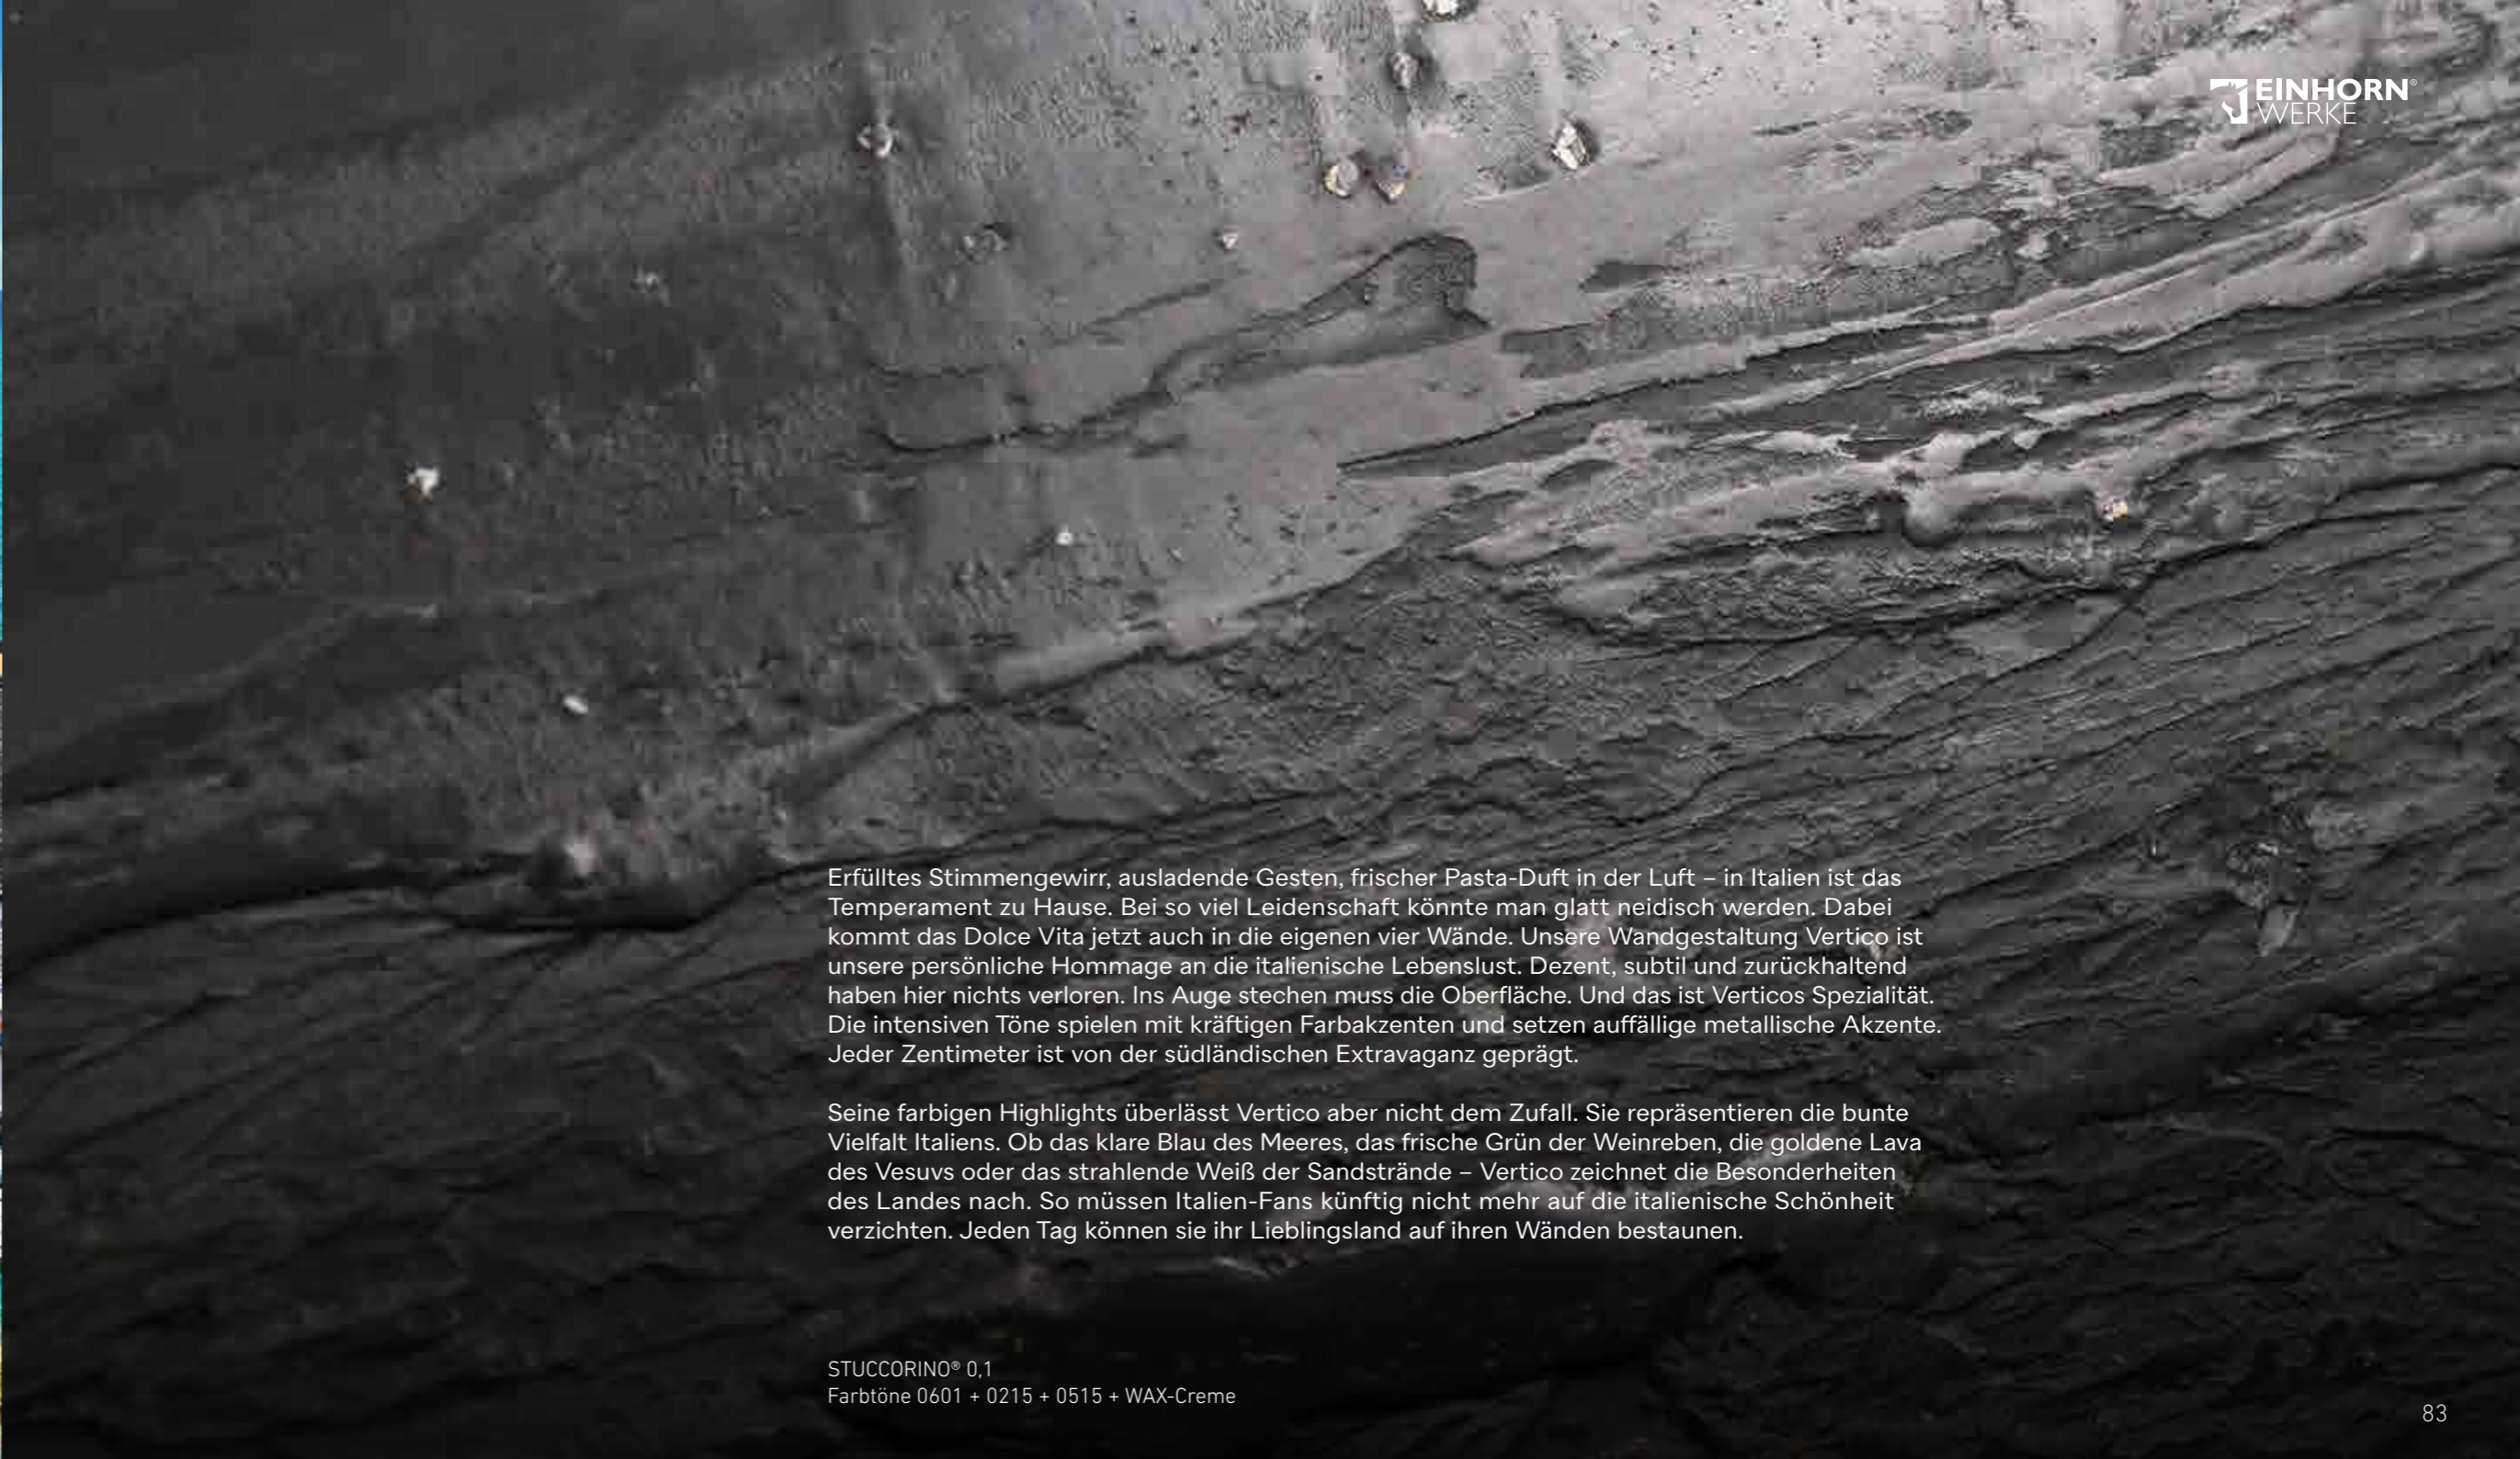 EINHORN®
WERKE
Erfülltes Stimmengewirr, ausladende Gesten, frischer Pasta-Duft in der Luft – in Italien ist das
Temperament zu Hause. Bei so viel Leidenschaft könnte man glatt neidisch werden. Dabei
kommt das Dolce Vita jetzt auch in die eigenen vier Wände. Unsere Wandgestaltung Vertico ist
unsere persönliche Hommage an die italienische Lebenslust. Dezent, subtil und zurückhaltend
haben hier nichts verloren. Ins Auge stechen muss die Oberfläche. Und das ist Verticos Spezialität.
Die intensiven Töne spielen mit kräftigen Farbakzenten und setzen auffällige metallische Akzente.
Jeder Zentimeter ist von der südländischen Extravaganz geprägt.
Seine farbigen Highlights überlässt Vertico aber nicht dem Zufall. Sie repräsentieren die bunte
Vielfalt Italiens. Ob das klare Blau des Meeres, das frische Grün der Weinreben, die goldene Lava
des Vesuvs oder das strahlende Weiß der Sandstrände – Vertico zeichnet die Besonderheiten
des Landes nach. So müssen Italien-Fans künftig nicht mehr auf die italienische Schönheit
verzichten. Jeden Tag können sie ihr Lieblingsland auf ihren Wänden bestaunen.
STUCCORINO® 0,1
Farbtöne 0601 + 0215 + 0515 + WAX-Creme
83